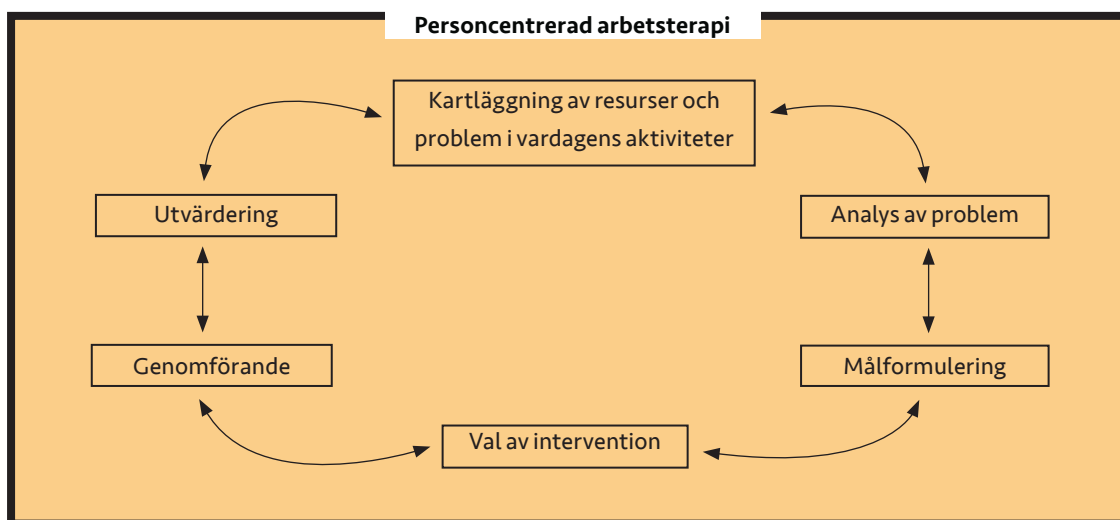 Personcentrerad arbetsterapi
Kartläggning av resurser och
problem i vardagens aktiviteter
Utvärdering
Analys av problem
Genomförande
Målformulering
Val av intervention